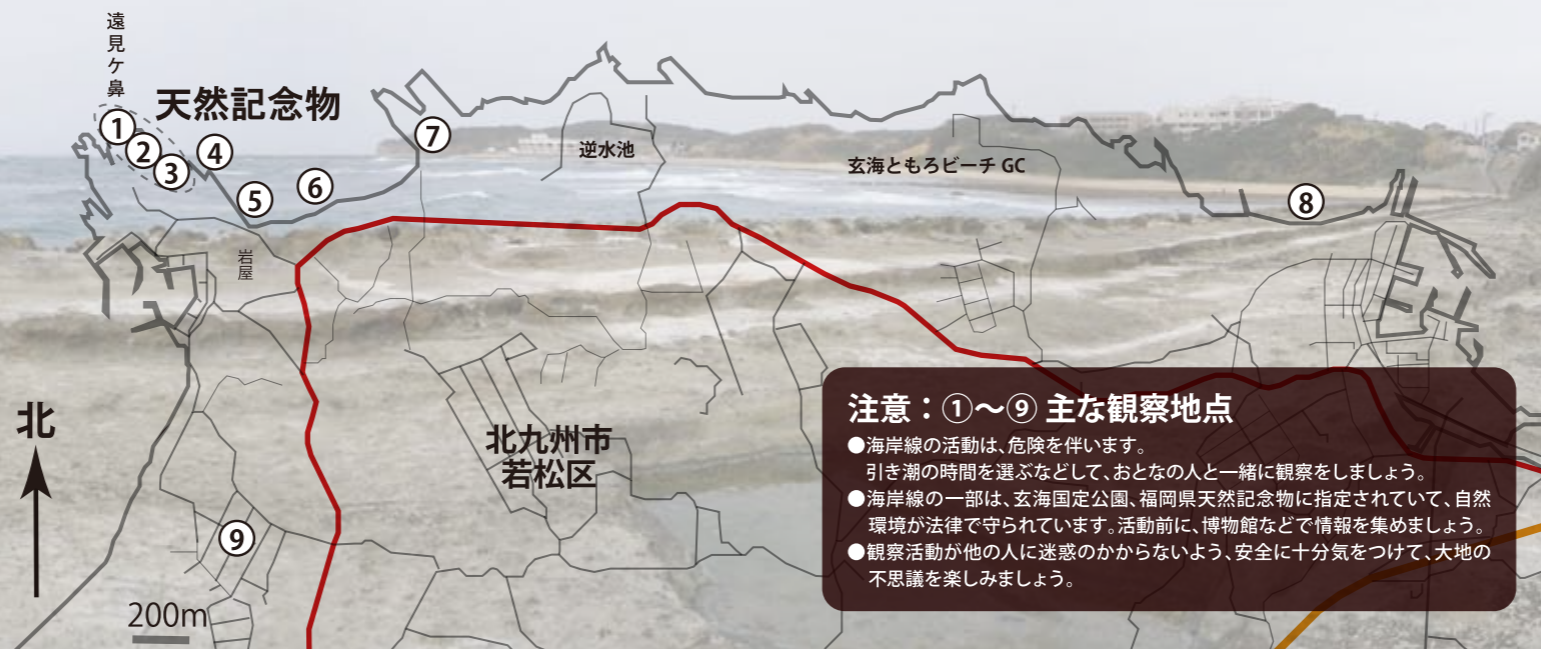 遠見ケ鼻
天然記念物
①
②
③
④
⑤
⑥
⑦
逆水池
玄海ともろビーチ GC
⑧
岩屋
北
北九州市
若松区
⑨
200m
注意：①〜⑨ 主な観察地点
●海岸線の活動は、危険を伴います。
引き潮の時間を選ぶなどして、おとなの人と一緒に観察をしましょう。
●海岸線の一部は、玄海国定公園、福岡県天然記念物に指定されていて、自然
環境が法律で守られています。活動前に、博物館などで情報を集めましょう。
●観察活動が他の人に迷惑のかからないよう、安全に十分気をつけて、大地の
不思議を楽しみましょう。